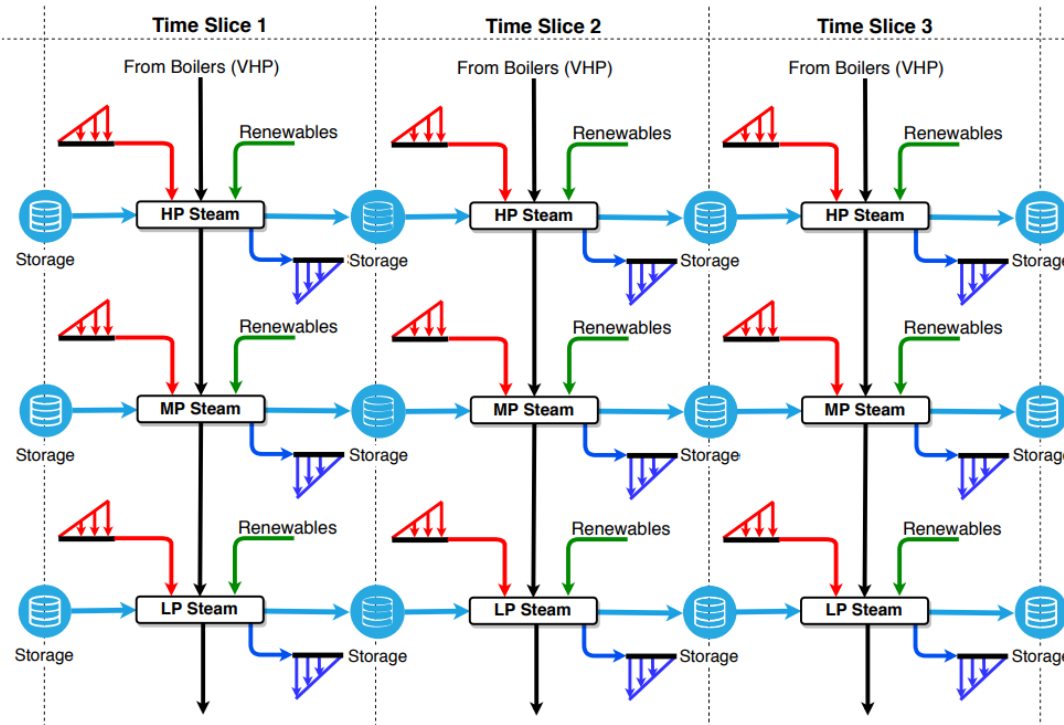 Time Slice 1 Time Slice 2 Time Slice 3
From Boilers (VHP) From Boilers (VHP) From Boilers (VHP)
Renewables Renewables Renewables
HP Steam HP Steam HP Steam
Storage Storage Storage Storage
Renewables Renewables Renewables
MP Steam MP Steam MP Steam
Storage Storage Storage Storage
Renewables Renewables Renewables
LP Steam LP Steam LP Steam
Storage Storage Storage Storage